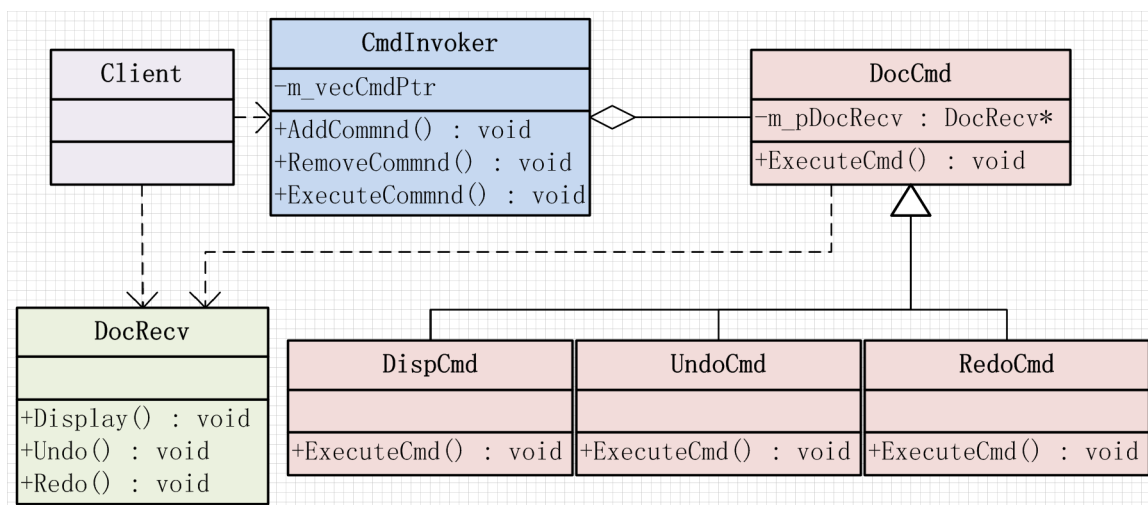 Client
CmdInvoker
-m_vecCmdPtr
+AddCommnd() : void
+RemoveCommnd() : void
+ExecuteCommnd() : void
DocCmd
-m_pDocRecv : DocRecv*
+ExecuteCmd() : void
DocRecv
+Display() : void
+Undo() : void
+Redo() : void
DispCmd
+ExecuteCmd() : void
UndoCmd
+ExecuteCmd() : void
RedoCmd
+ExecuteCmd() : void